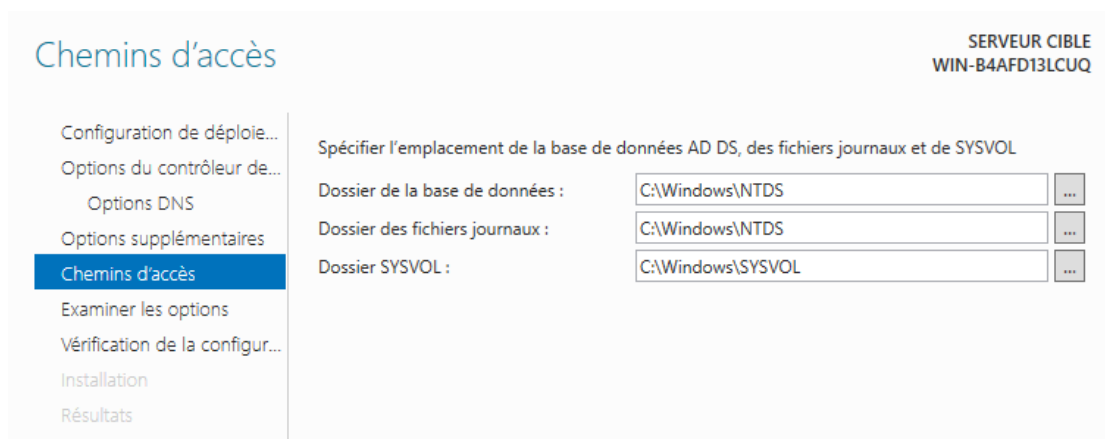 Chemins d'accès
SERVEUR CIBLE
WIN-B4AFD13LCUQ
Configuration de déploie...
Options du contrôleur de...
Options DNS
Options supplémentaires
Chemins d'accès
Examiner les options
Vérification de la configur...
Installation
Résultats
Spécifier l'emplacement de la base de données AD DS, des fichiers journaux et de SYSVOL
Dossier de la base de données : C:\Windows\NTDS ...
Dossier des fichiers journaux : C:\Windows\NTDS ...
Dossier SYSVOL : C:\Windows\SYSVOL ...